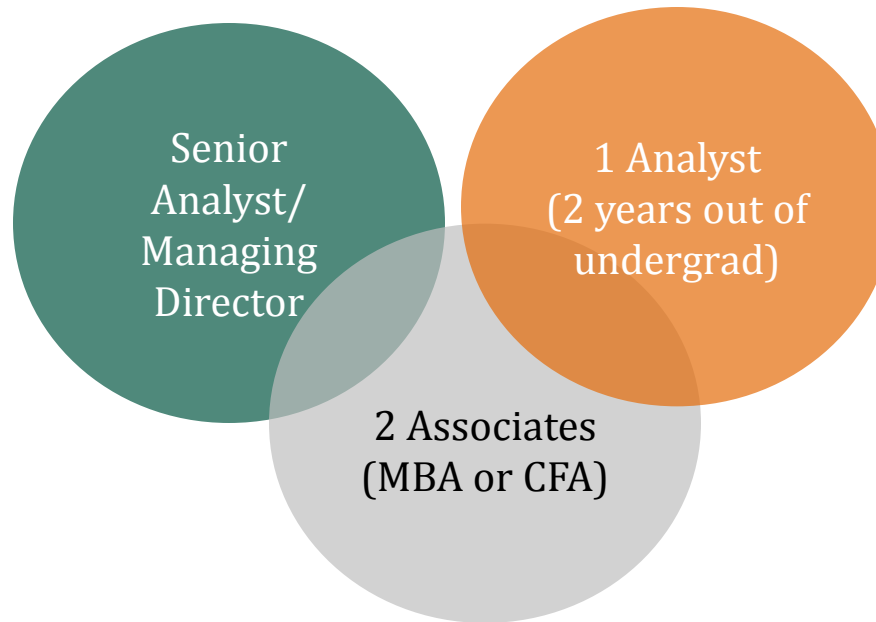 Senior
Analyst/
Managing
Director
1 Analyst
(2 years out of
undergrad)
2 Associates
(MBA or CFA)